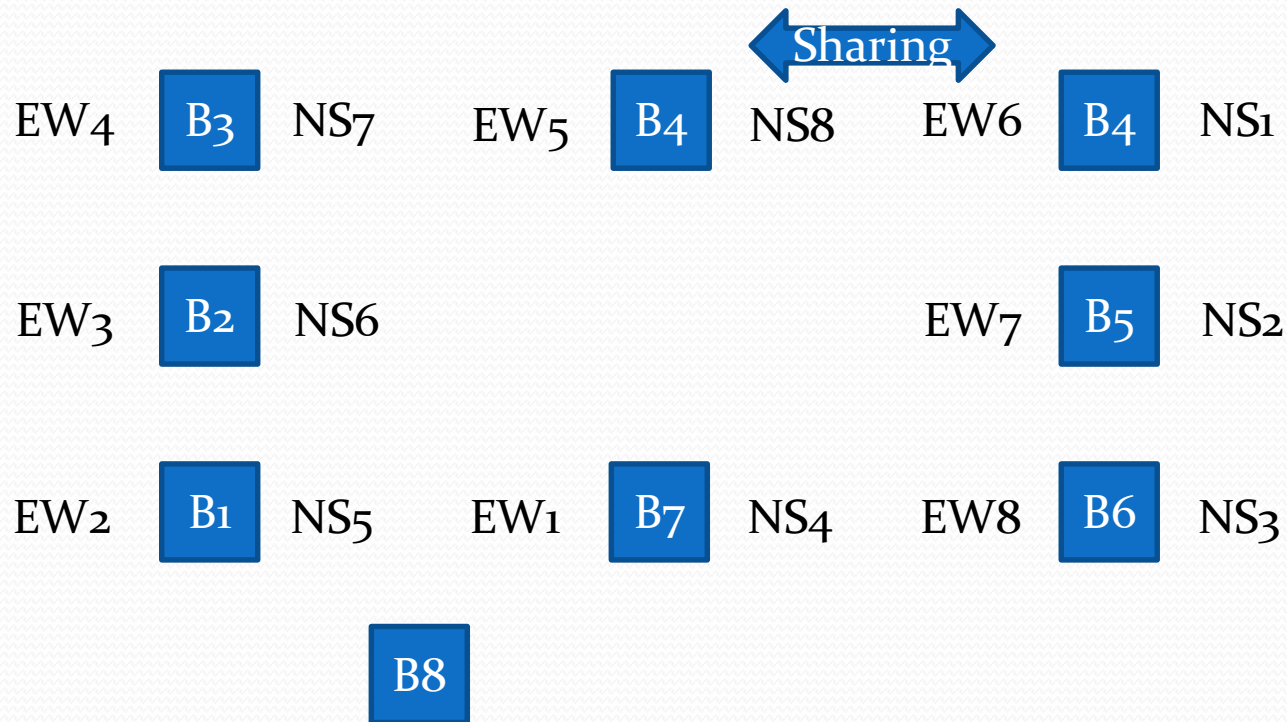 Sharing
EW4 B3 NS7 EW5 B4 NS8 EW6 B4 NS1
EW3 B2 NS6 EW7 B5 NS2
EW2 B1 NS5 EW1 B7 NS4 EW8 B6 NS3
B8